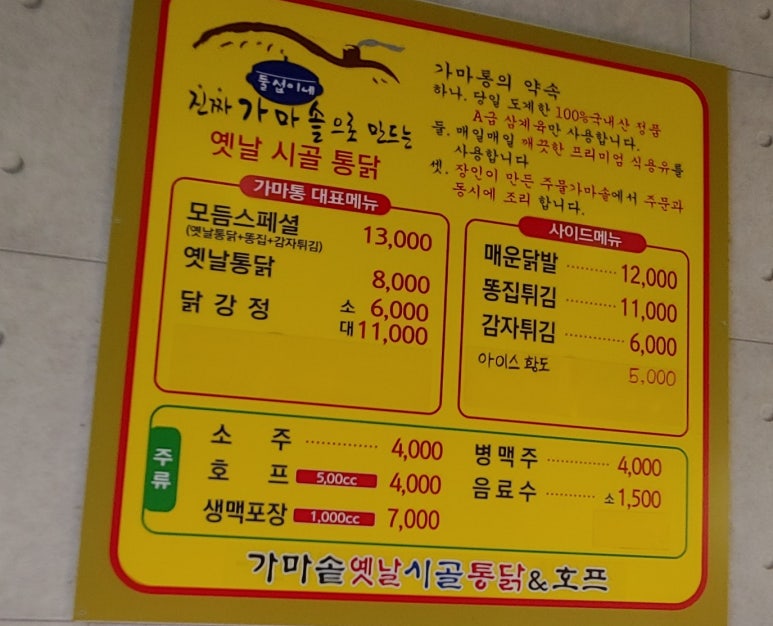 둘섭이네
진짜 가마솥으로 만드는
옛날 시골 통닭
가마통의 약속
하나. 당일 도계한 100%국내산 정품
A급 삼계육만 사용합니다.
둘. 매일매일 깨끗한 프리미엄 식용유를
사용합니다
셋. 장인이 만든 주물가마솥에서 주문과
동시에 조리 합니다.
가마통 대표메뉴
모듬스페셜 13,000
(옛날통닭+똥집+감자튀김)
옛날통닭 8,000
닭강정 소 6,000
대 11,000
사이드메뉴
매운닭발 ·········· 12,000
똥집튀김 ·········· 11,000
감자튀김 ·········· 6,000
아이스 황도 5,000
주류
소주 ·········· 4,000
호프 5,00cc 4,000
생맥포장 1,000cc 7,000
병맥주 ·········· 4,000
음료수 ·········· 소 1,500
가마솥옛날시골통닭&호프